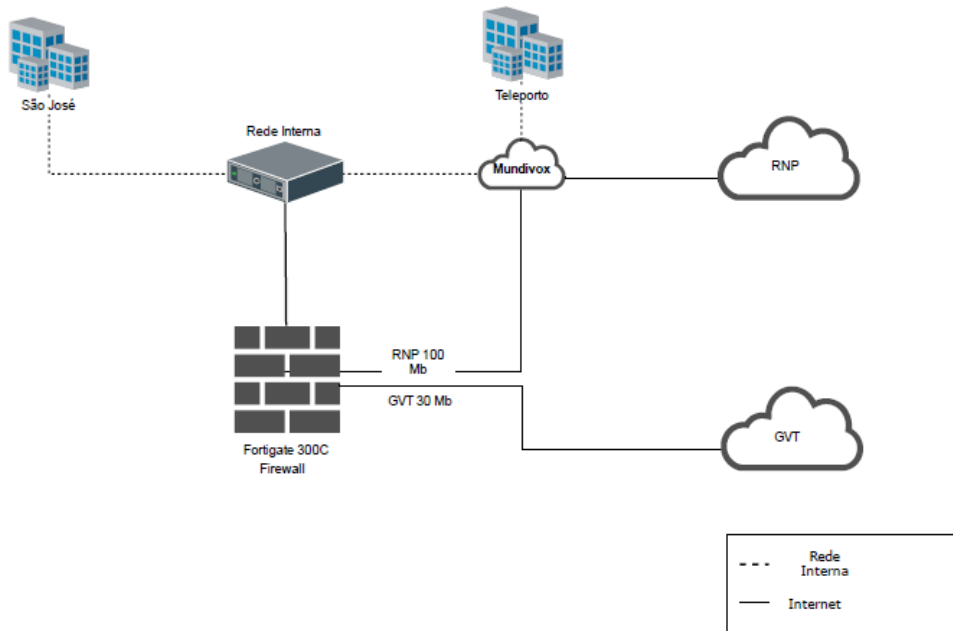 São José
Teleporto
Rede Interna
Mundivox
RNP
RNP 100
Mb
GVT 30 Mb
GVT
Fortigate 300C
Firewall
Rede
Interna
Internet